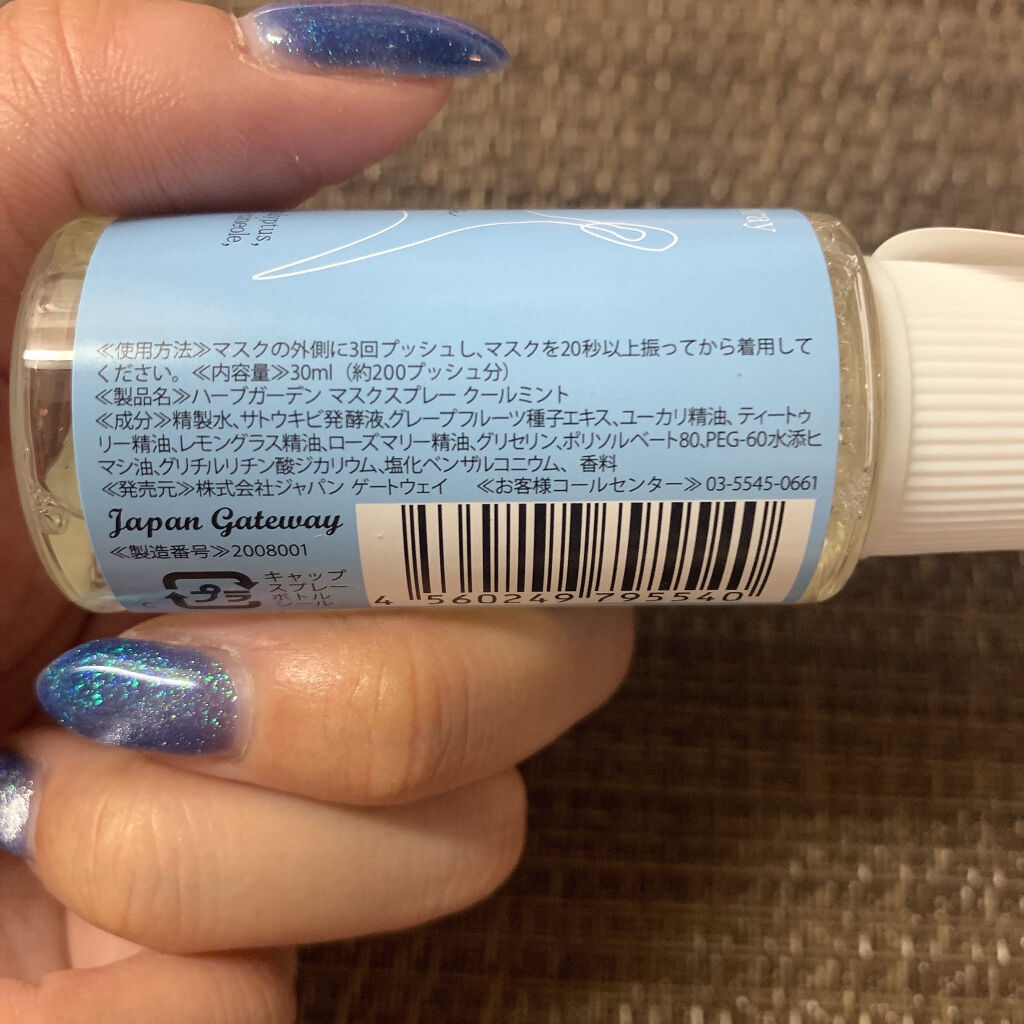 ray
≪使用方法≫マスクの外側に3回プッシュし、マスクを20秒以上振ってから着用して
ください。≪内容量≫30ml（約200プッシュ分）
≪製品名≫ハーブガーデン マスクスプレー クールミント
≪成分≫精製水、サトウキビ発酵液、グレープフルーツ種子エキス、ユーカリ精油、ティートゥ
リー精油、レモングラス精油、ローズマリー精油、グリセリン、ポリソルベート80、PEG-60水添ヒ
マシ油、グリチルリチン酸ジカリウム、塩化ベンザルコニウム、香料
≪発売元≫株式会社ジャパン ゲートウェイ ≪お客様コールセンター≫03-5545-0661
Japan Gateway
≪製造番号≫2008001
プラ
キャップ
スプレー
ボトル
シール
4 560249 795540